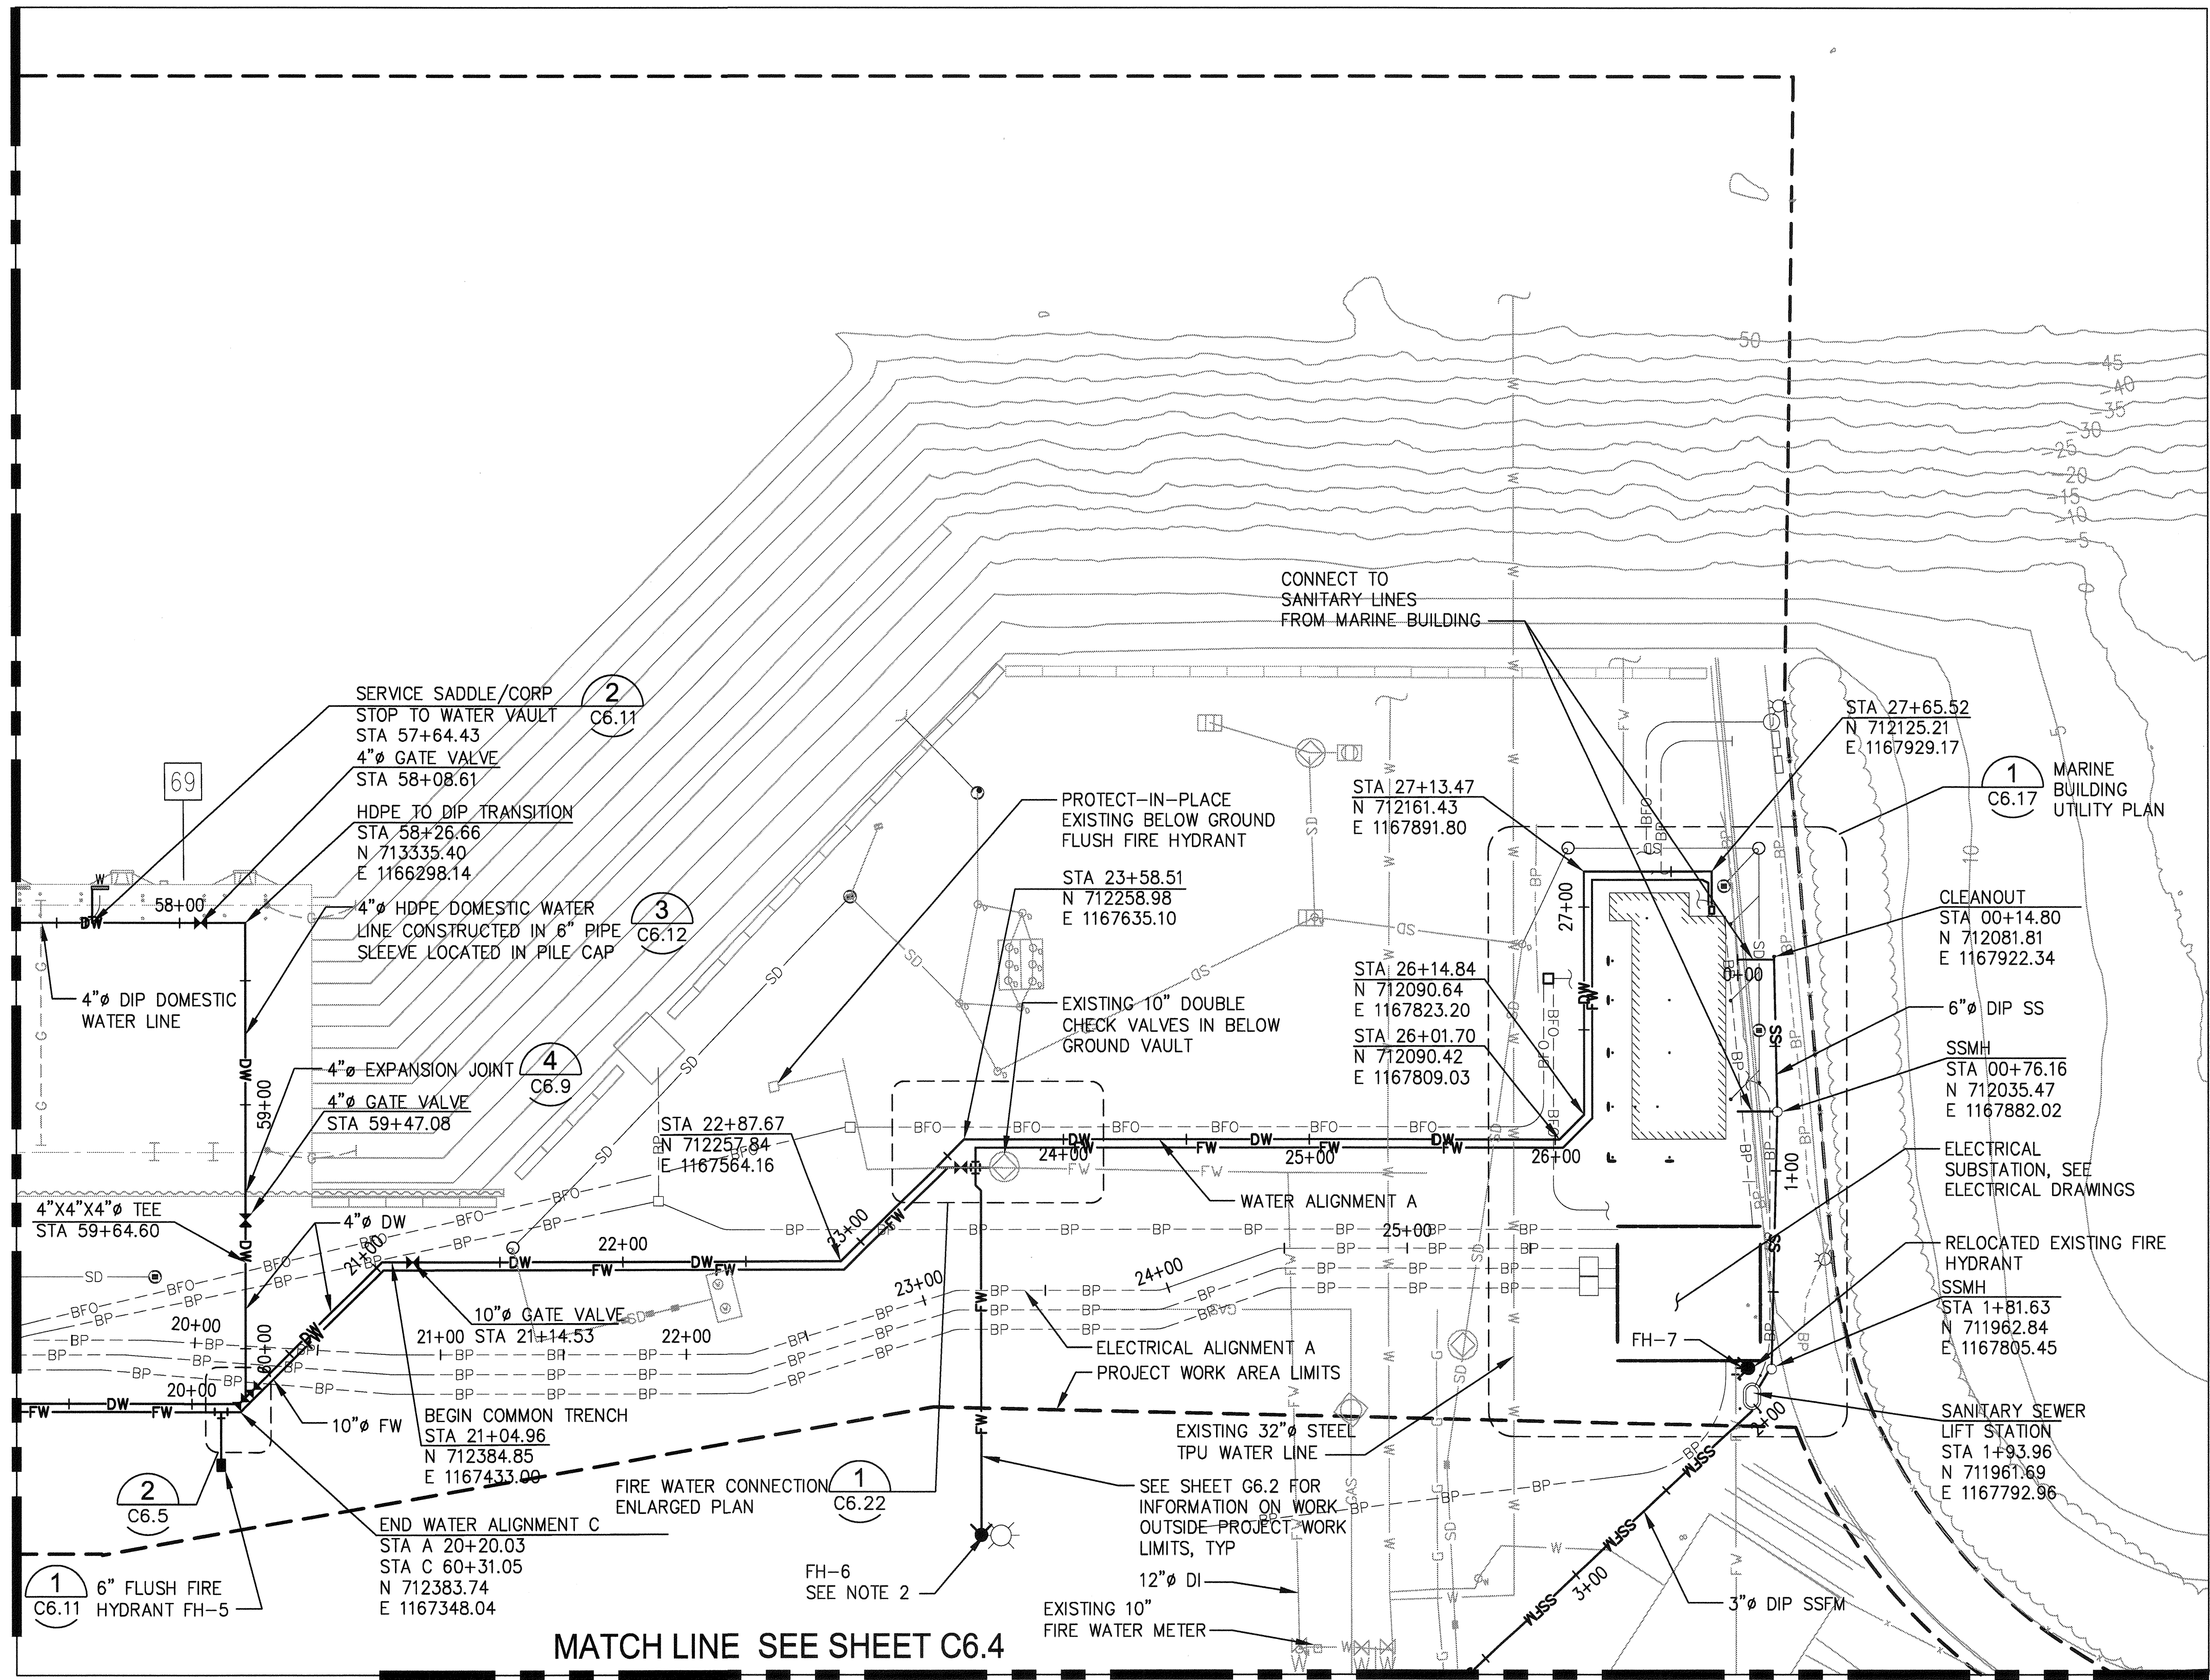 -50
-45
-40
-35
-30
-25
-20
-15
-10
-5
0
5
10
CONNECT TO
SANITARY LINES
FROM MARINE BUILDING
SERVICE SADDLE/CORP
STOP TO WATER VAULT
STA 57+64.43
2
C6.11
4"ø GATE VALVE
STA 58+08.61
69
HDPE TO DIP TRANSITION
STA 58+26.66
N 713335.40
E 1166298.14
4"ø HDPE DOMESTIC WATER
LINE CONSTRUCTED IN 6" PIPE
SLEEVE LOCATED IN PILE CAP
3
C6.12
58+00
DW
W
4"ø DIP DOMESTIC
WATER LINE
4"ø EXPANSION JOINT
4
C6.9
4"ø GATE VALVE
STA 59+47.08
59+00
4"X4"X4"ø TEE
STA 59+64.60
4"ø DW
PROTECT-IN-PLACE
EXISTING BELOW GROUND
FLUSH FIRE HYDRANT
STA 23+58.51
N 712258.98
E 1167635.10
EXISTING 10" DOUBLE
CHECK VALVES IN BELOW
GROUND VAULT
STA 22+87.67
N 712257.84
E 1167564.16
STA 27+13.47
N 712161.43
E 1167891.80
STA 27+65.52
N 712125.21
E 1167929.17
1
C6.17
MARINE
BUILDING
UTILITY PLAN
STA 26+14.84
N 712090.64
E 1167823.20
STA 26+01.70
N 712090.42
E 1167809.03
27+00
CLEANOUT
STA 00+14.80
N 712081.81
E 1167922.34
0+00
6"ø DIP SS
SSMH
STA 00+76.16
N 712035.47
E 1167882.02
1+00
ELECTRICAL
SUBSTATION, SEE
ELECTRICAL DRAWINGS
RELOCATED EXISTING FIRE
HYDRANT
SSMH
STA 1+81.63
N 711962.84
E 1167805.45
FH-7
SANITARY SEWER
LIFT STATION
STA 1+93.96
N 711961.69
E 1167792.96
2+00
3+00
3"ø DIP SSFM
SSFM
SSFM
SSFM
24+00
25+00
26+00
WATER ALIGNMENT A
21+00
22+00
23+00
10"ø GATE VALVE
STA 21+14.53
20+00
21+00
22+00
23+00
24+00
25+00
ELECTRICAL ALIGNMENT A
PROJECT WORK AREA LIMITS
20+00
60+00
10"ø FW
BEGIN COMMON TRENCH
STA 21+04.96
N 712384.85
E 1167433.00
FIRE WATER CONNECTION
ENLARGED PLAN
1
C6.22
2
C6.5
END WATER ALIGNMENT C
STA A 20+20.03
STA C 60+31.05
N 712383.74
E 1167348.04
1
C6.11
6" FLUSH FIRE
HYDRANT FH-5
FH-6
SEE NOTE 2
EXISTING 32"ø STEEL
TPU WATER LINE
SEE SHEET G6.2 FOR
INFORMATION ON WORK
OUTSIDE PROJECT WORK
LIMITS, TYP
12"ø DI
EXISTING 10"
FIRE WATER METER
MATCH LINE SEE SHEET C6.4